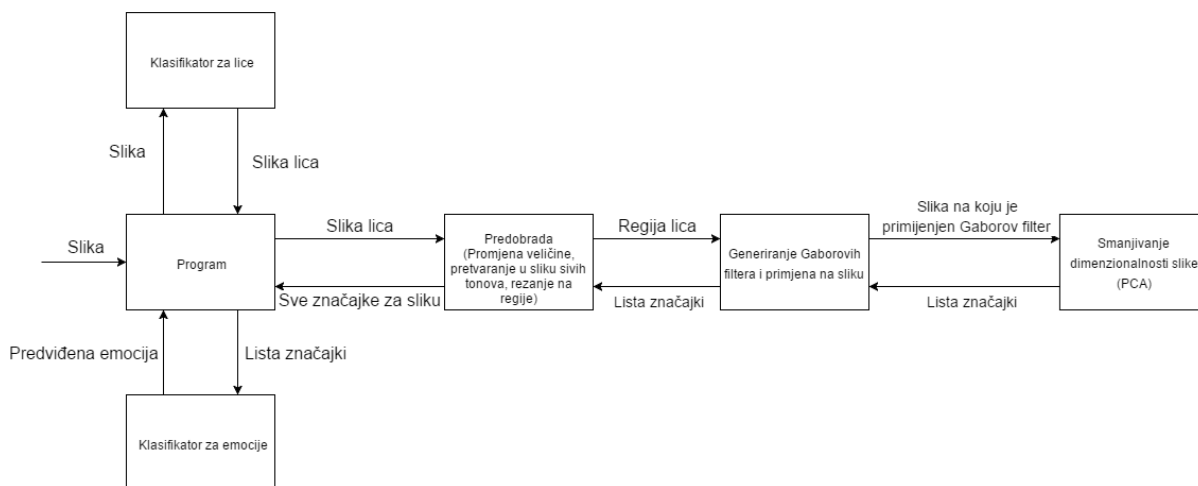 Klasifikator za lice
Slika
Slika lica
Slika
Program
Slika lica
Sve značajke za sliku
Predobrada
(Promjena veličine,
pretvaranje u sliku sivih
tonova, rezanje na
regije)
Regija lica
Lista značajki
Generiranje Gaborovih
filtera i primjena na sliku
Slika na koju je
primijenjen Gaborov filter
Lista značajki
Smanjivanje
dimenzionalnosti slike
(PCA)
Predviđena emocija
Lista značajki
Klasifikator za emocije